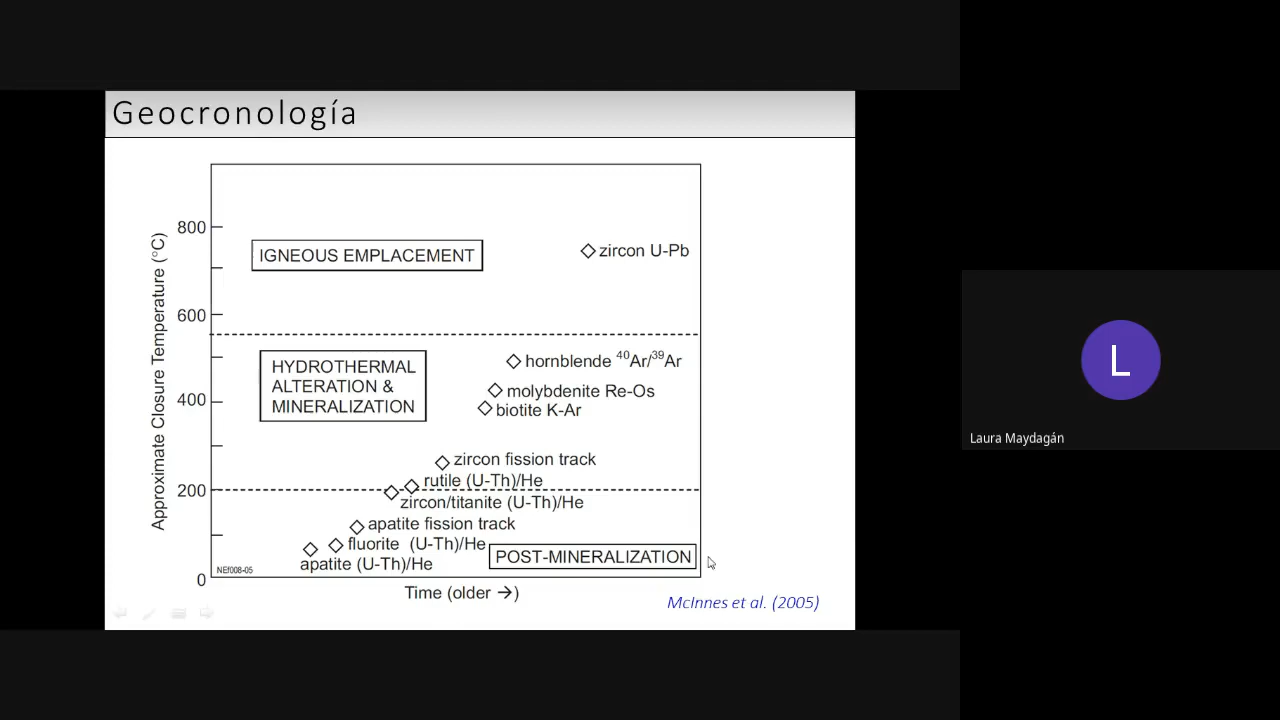 Geocronología
800
IGNEOUS EMPLACEMENT
zircon U-Pb
600
HYDROTHERMAL
ALTERATION &
MINERALIZATION
hornblende ⁴⁰Ar/³⁹Ar
molybdenite Re-Os
400
biotite K-Ar
Approximate Closure Temperature (°C)
zircon fission track
rutile (U-Th)/He
200
zircon/titanite (U-Th)/He
apatite fission track
fluorite (U-Th)/He
POST-MINERALIZATION
apatite (U-Th)/He
NEf008-05
0
Time (older →)
McInnes et al. (2005)
L
Laura Maydagán